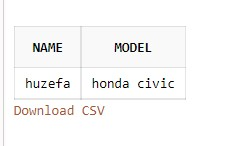 NAME MODEL
huzefa honda civic
Download CSV